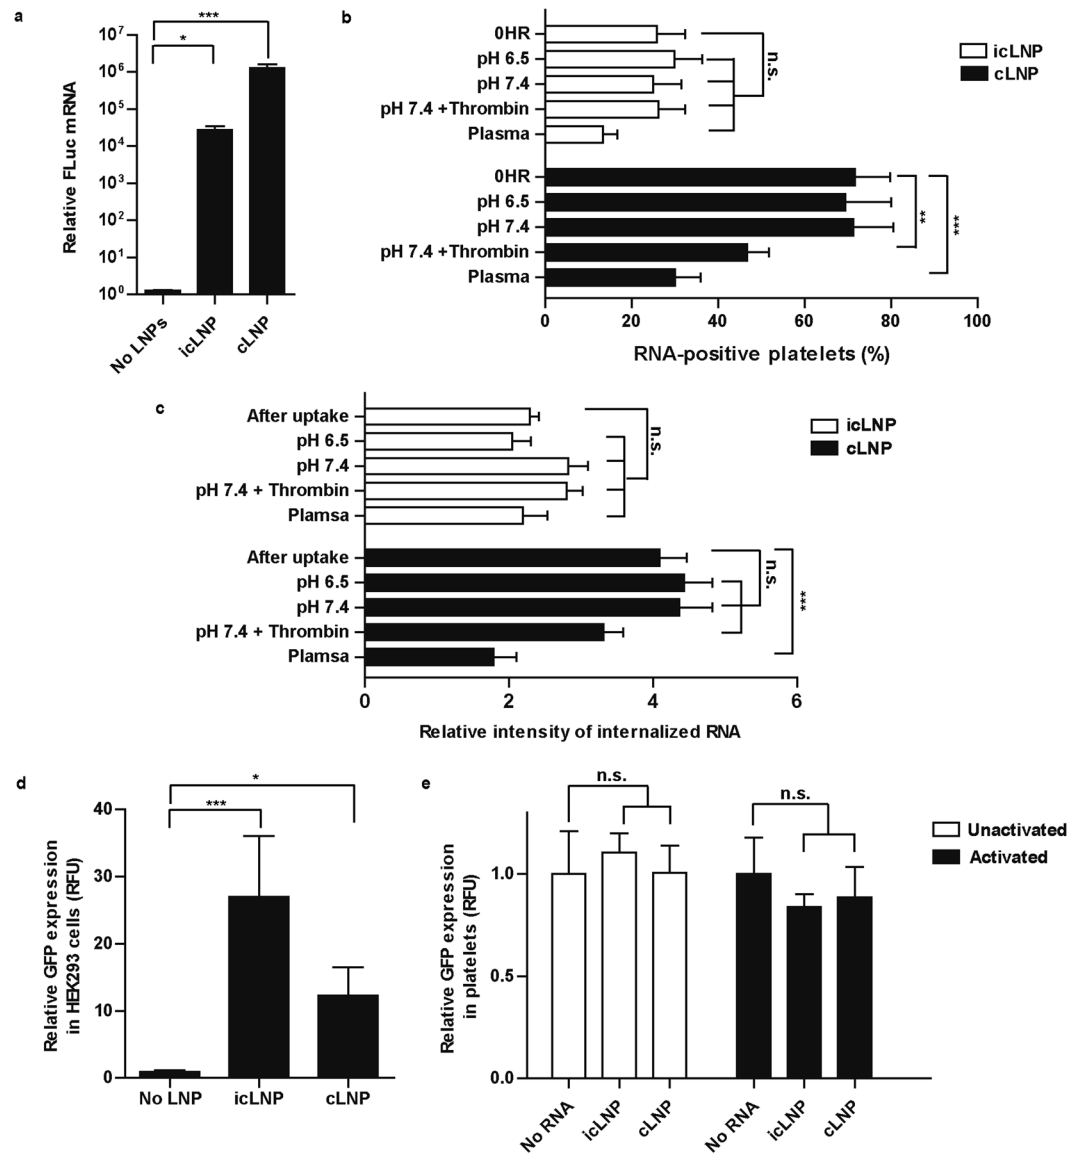 a
Relative FLuc mRNA
10⁷
10⁶
10⁵
10⁴
10³
10²
10¹
10⁰
***
*
No LNPs
icLNP
cLNP
b
0HR
pH 6.5
pH 7.4
pH 7.4 +Thrombin
Plasma
n.s.
0HR
pH 6.5
pH 7.4
pH 7.4 +Thrombin
Plasma
**
***
icLNP
cLNP
0
20
40
60
80
100
RNA-positive platelets (%)
c
After uptake
pH 6.5
pH 7.4
pH 7.4 + Thrombin
Plamsa
n.s.
After uptake
pH 6.5
pH 7.4
pH 7.4 + Thrombin
Plamsa
n.s.
***
icLNP
cLNP
0
2
4
6
Relative intensity of internalized RNA
d
Relative GFP expression
in HEK293 cells (RFU)
40
30
20
10
0
*
***
No LNP
icLNP
cLNP
e
Relative GFP expression
in platelets (RFU)
1.0
0.5
0.0
n.s.
n.s.
Unactivated
Activated
No RNA
icLNP
cLNP
No RNA
icLNP
cLNP